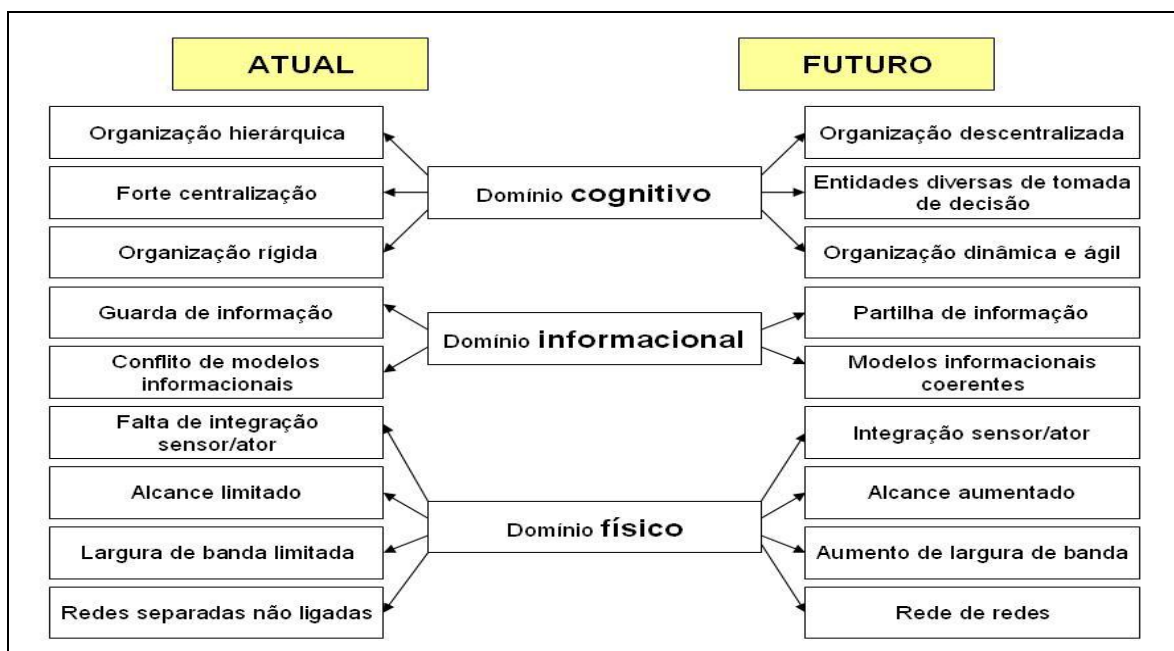 ATUAL
FUTURO
Organização hierárquica
Forte centralização
Organização rígida
Guarda de informação
Conflito de modelos
informacionais
Falta de integração
sensor/ator
Alcance limitado
Largura de banda limitada
Redes separadas não ligadas
Domínio cognitivo
Domínio informacional
Domínio físico
Organização descentralizada
Entidades diversas de tomada
de decisão
Organização dinâmica e ágil
Partilha de informação
Modelos informacionais
coerentes
Integração sensor/ator
Alcance aumentado
Aumento de largura de banda
Rede de redes